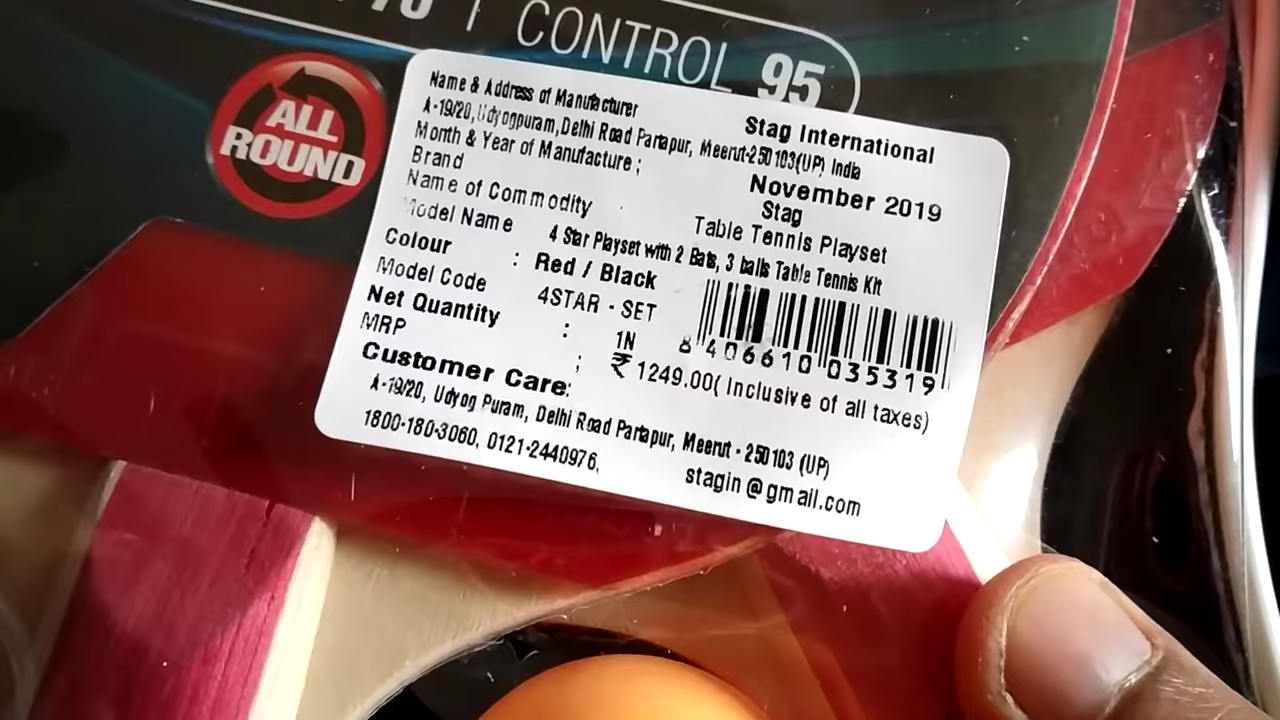 CONTROL 95
ALL
ROUND
Name & Address of Manufacturer
Stag International
A-19/20, Udyogpuram, Delhi Road Partapur, Meerut-250103(UP) India
Month & Year of Manufacture ; November 2019
Brand Stag
Name of Commodity Table Tennis Playset
Model Name 4 Star Playset with 2 Bats, 3 balls Table Tennis Kit
Colour : Red / Black
Model Code 4STAR - SET
Net Quantity : 1N
8 406610 035319
MRP ; ₹ 1249.00( Inclusive of all taxes)
Customer Care:
A-19/20, Udyog Puram, Delhi Road Partapur, Meerut - 250103 (UP)
1800-180-3060, 0121-2440976, stagin@gmail.com